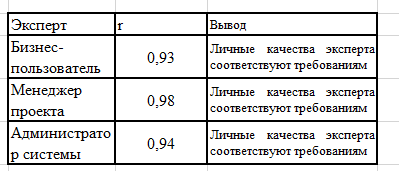 Эксперт r Вывод
Бизнес-
пользователь 0,93 Личные качества эксперта
соответствуют требованиям
Менеджер
проекта 0,98 Личные качества эксперта
соответствуют требованиям
Администрато
р системы 0,94 Личные качества эксперта
соответствуют требованиям